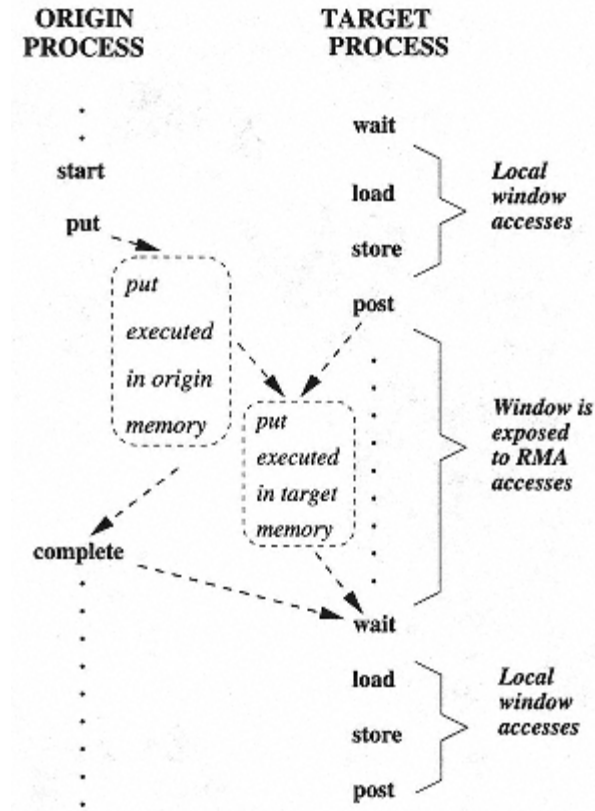 ORIGIN
PROCESS
TARGET
PROCESS
wait
start
load
Local
window
accesses
put
store
put
executed
in origin
memory
post
put
executed
in target
memory
Window is
exposed
to RMA
accesses
complete
wait
load
store
post
Local
window
accesses